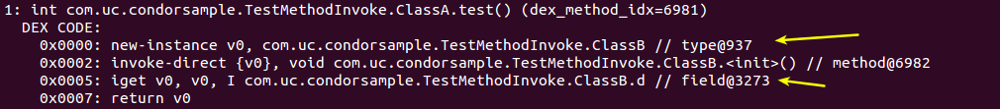 1: int com.uc.condorsample.TestMethodInvoke.ClassA.test() (dex_method_idx=6981)
DEX CODE:
0x0000: new-instance v0, com.uc.condorsample.TestMethodInvoke.ClassB // type@937
0x0002: invoke-direct {v0}, void com.uc.condorsample.TestMethodInvoke.ClassB.<init>() // method@6982
0x0005: iget v0, v0, I com.uc.condorsample.TestMethodInvoke.ClassB.d // field@3273
0x0007: return v0